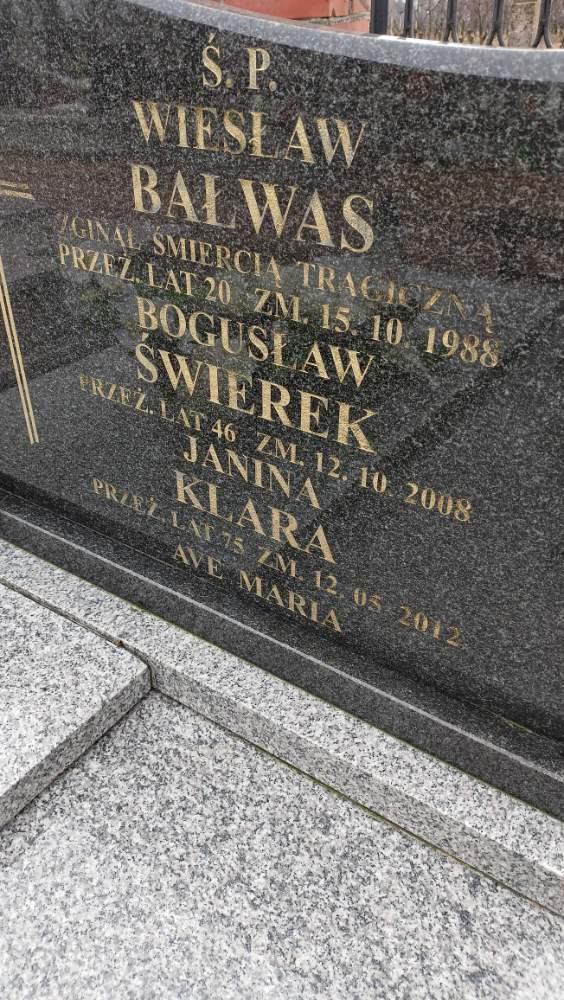 Ś. P.
WIESŁAW
BAŁWAS
ZGINĄŁ ŚMIERCIĄ TRAGICZNĄ
PRZEŻ. LAT 20 ZM. 15. 10. 1988
BOGUSŁAW
ŚWIEREK
PRZEŻ. LAT 46 ZM. 12. 10. 2008
JANINA
KLARA
PRZEŻ. LAT 75 ZM. 12. 05 2012
AVE MARIA